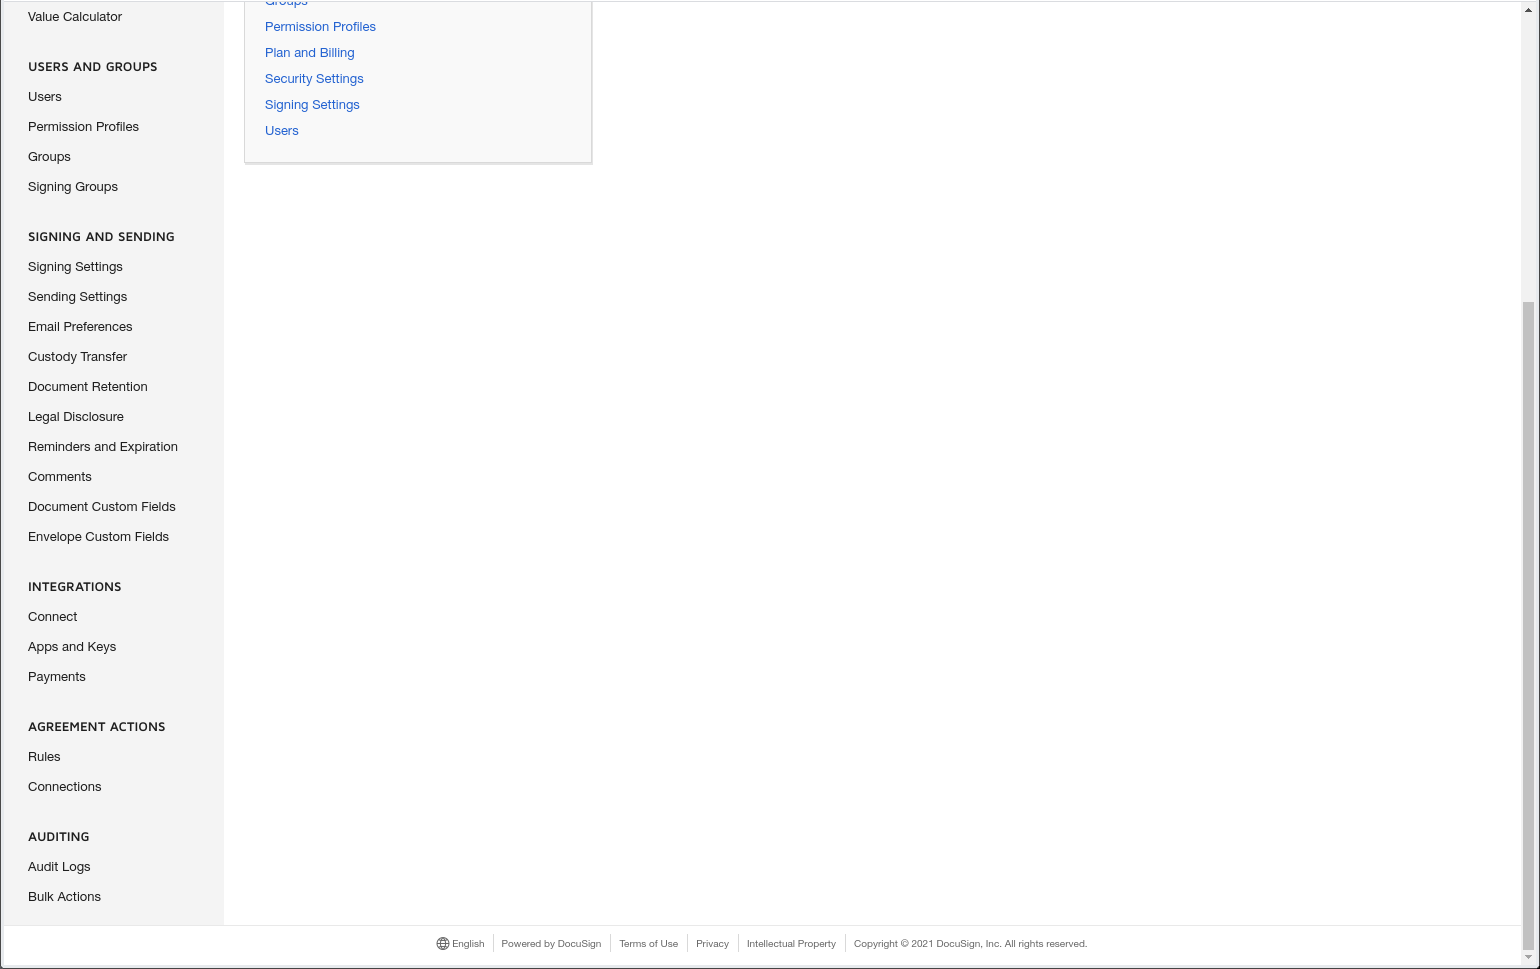 Value Calculator
USERS AND GROUPS
Users
Permission Profiles
Groups
Signing Groups
SIGNING AND SENDING
Signing Settings
Sending Settings
Email Preferences
Custody Transfer
Document Retention
Legal Disclosure
Reminders and Expiration
Comments
Document Custom Fields
Envelope Custom Fields
INTEGRATIONS
Connect
Apps and Keys
Payments
AGREEMENT ACTIONS
Rules
Connections
AUDITING
Audit Logs
Bulk Actions
Groups
Permission Profiles
Plan and Billing
Security Settings
Signing Settings
Users
English Powered by DocuSign Terms of Use Privacy Intellectual Property Copyright © 2021 DocuSign, Inc. All rights reserved.